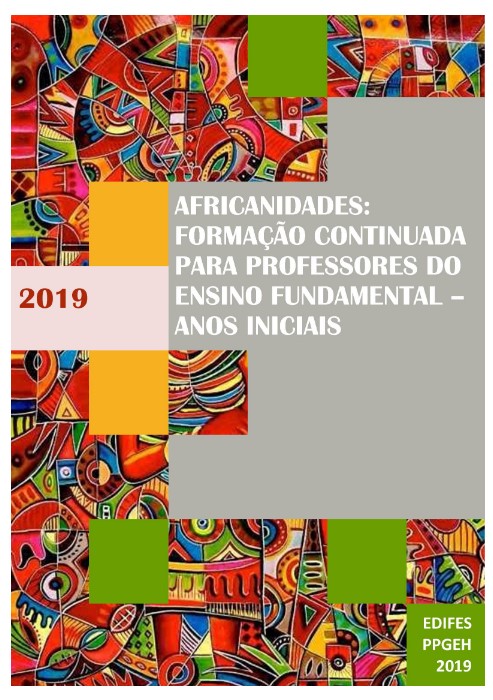 AFRICANIDADES:
FORMAÇÃO CONTINUADA
PARA PROFESSORES DO
ENSINO FUNDAMENTAL –
ANOS INICIAIS
2019
EDIFES
PPGEH
2019